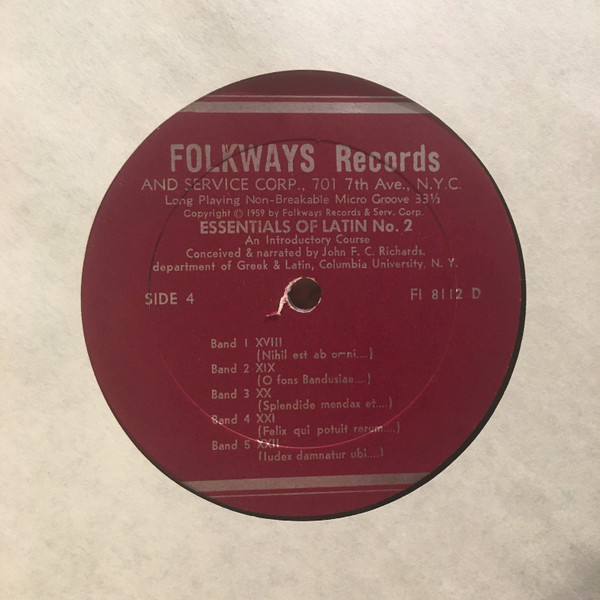 FOLKWAYS Records
AND SERVICE CORP., 701 7th Ave., N.Y.C.
Long Playing Non-Breakable Micro Groove 33⅓
Copyright © 1959 by Folkways Records & Serv. Corp.
ESSENTIALS OF LATIN No. 2
An Introductory Course
Conceived & narrated by John F. C. Richards,
department of Greek & Latin, Columbia University, N. Y.
SIDE 4 FI 8112 D
Band 1 XVIII
(Nihil est ab omni....)
Band 2 XIX
(O fons Bandusiae....)
Band 3 XX
(Splendide mendax et....)
Band 4 XXI
(Felix qui potuit rerum....)
Band 5 XXII
(Iudex damnatur ubi....)